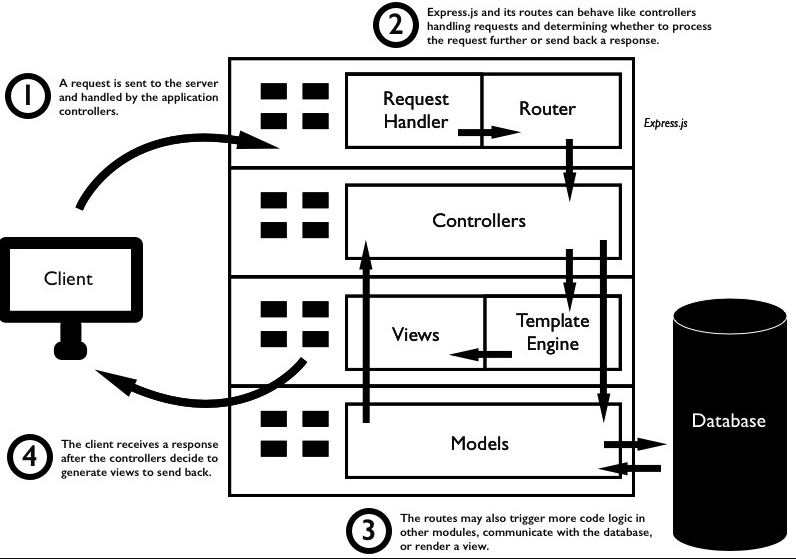 2
Express.js and its routes can behave like controllers
handling requests and determining whether to process
the request further or send back a response.
1
A request is sent to the server
and handled by the application
controllers.
Request
Handler
Router
Express.js
Controllers
Client
Views
Template
Engine
Database
Models
4
The client receives a response
after the controllers decide to
generate views to send back.
3
The routes may also trigger more code logic in
other modules, communicate with the database,
or render a view.